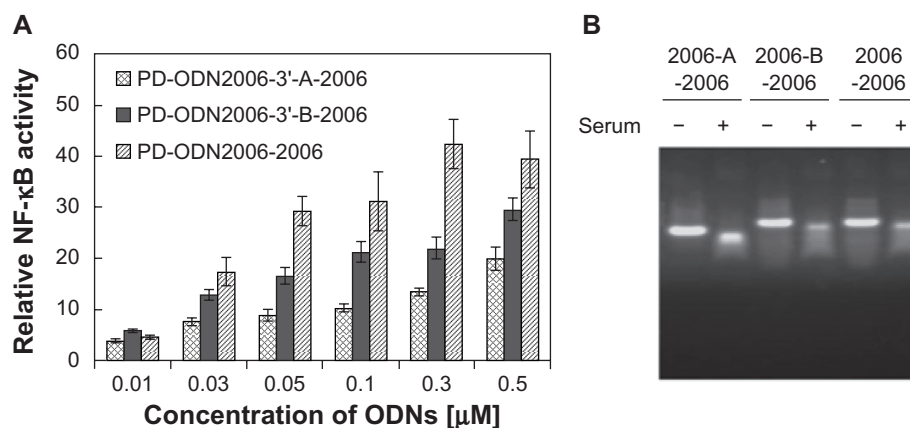 A
60
50
40
30
20
10
0
Relative NF-κB activity
PD-ODN2006-3'-A-2006
PD-ODN2006-3'-B-2006
PD-ODN2006-2006
0.01 0.03 0.05 0.1 0.3 0.5
Concentration of ODNs [μM]
B
2006-A 2006-B 2006
-2006 -2006 -2006
Serum − + − + − +